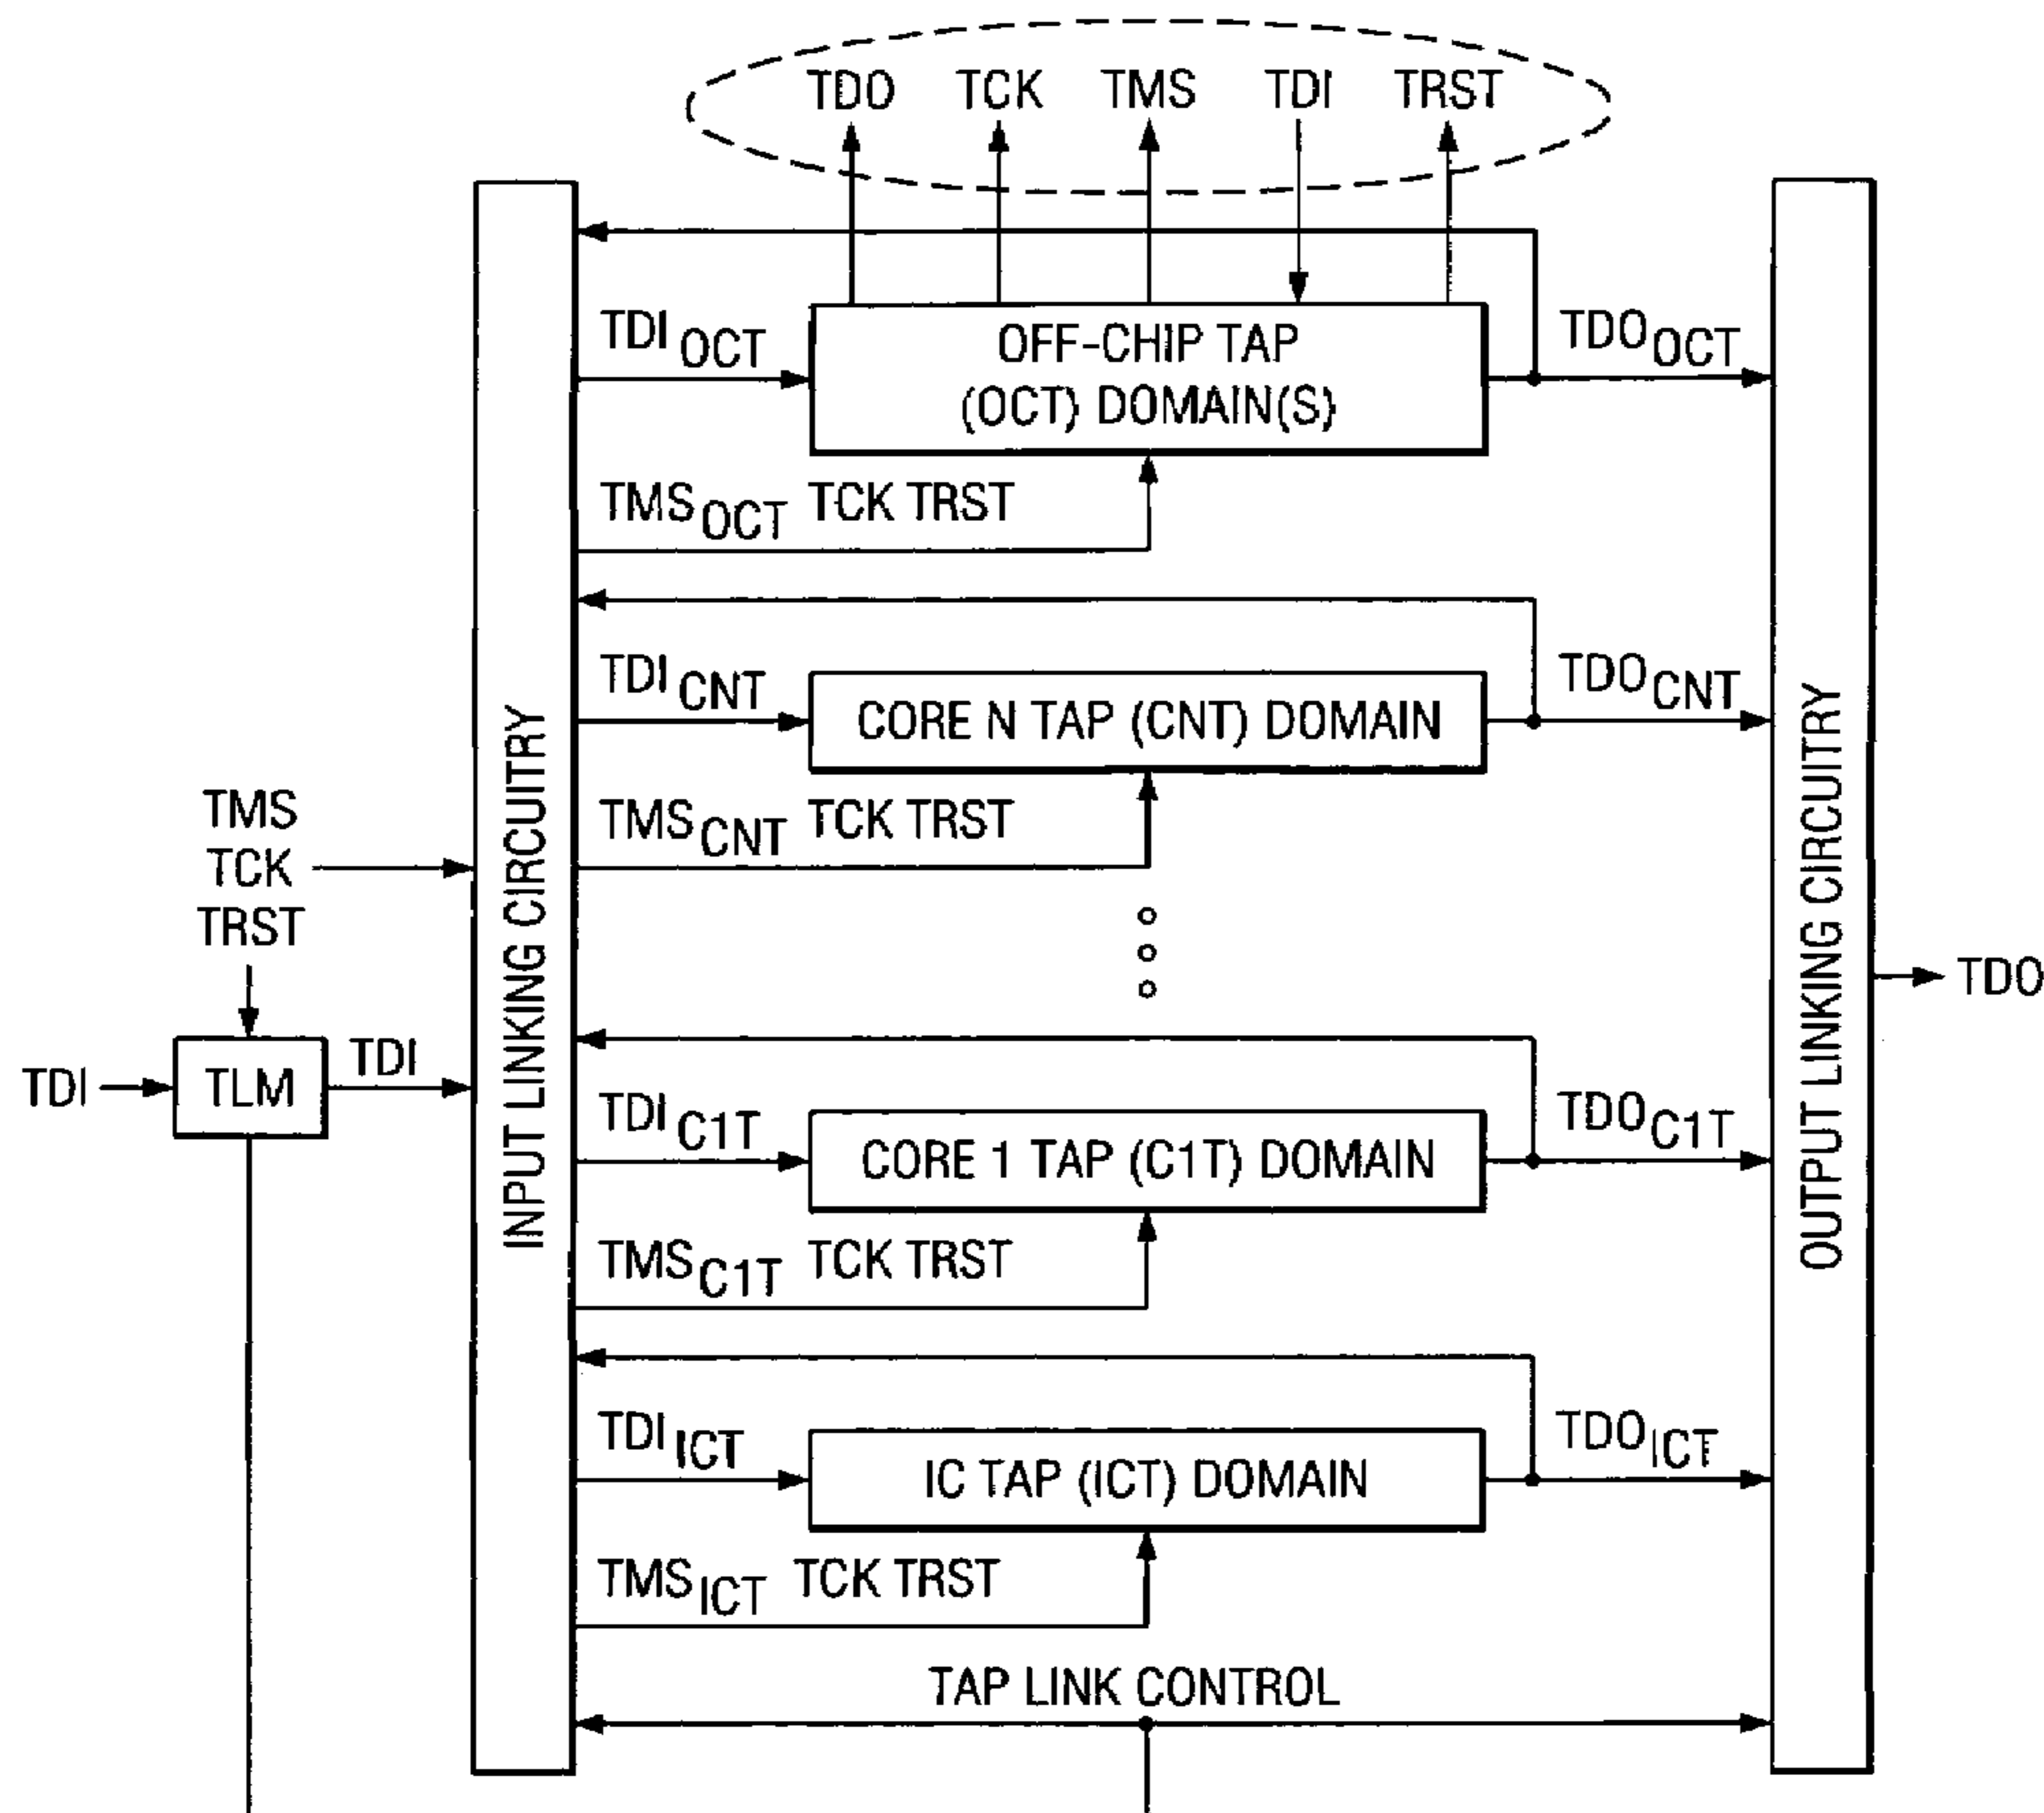 TDO TCK TMS TDI TRST
TDI OCT
OFF-CHIP TAP
(OCT) DOMAIN(S)
TDO OCT
TMS OCT TCK TRST
TDI CNT
CORE N TAP (CNT) DOMAIN
TDO CNT
TMS CNT TCK TRST
TMS
TCK
TRST
INPUT LINKING CIRCUITRY
OUTPUT LINKING CIRCUITRY
TDO
TDI
TLM
TDI
TDI C1T
CORE 1 TAP (C1T) DOMAIN
TDO C1T
TMS C1T TCK TRST
TDI ICT
IC TAP (ICT) DOMAIN
TDO ICT
TMS ICT TCK TRST
TAP LINK CONTROL